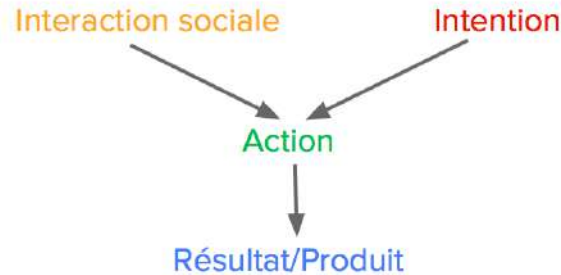 Interaction sociale
Intention
Action
Résultat/Produit